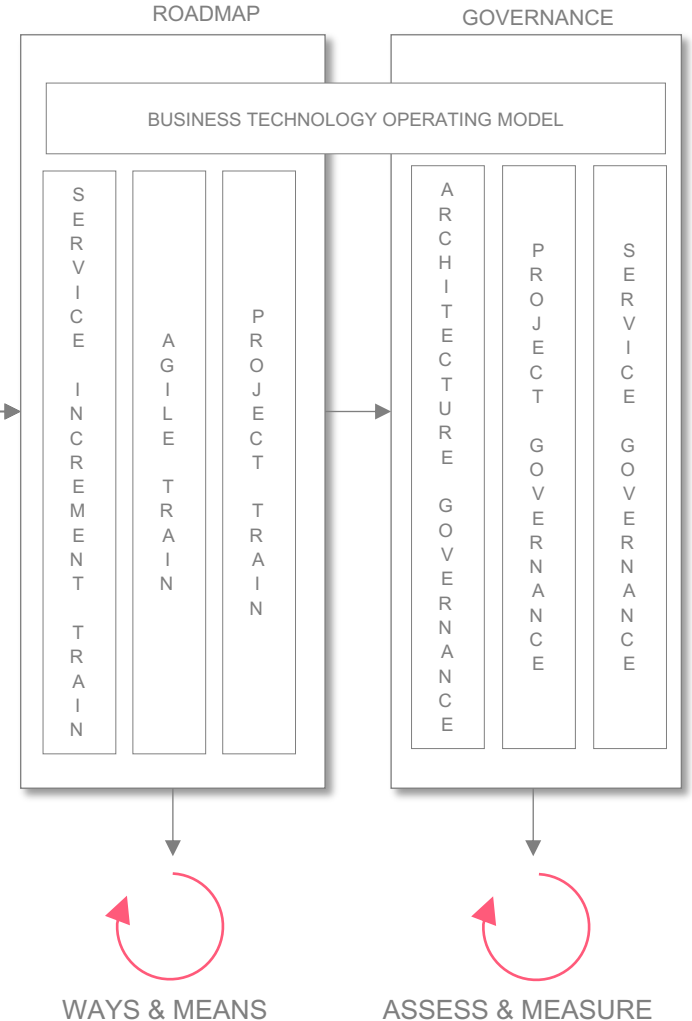 ROADMAP
GOVERNANCE
BUSINESS TECHNOLOGY OPERATING MODEL
SERVICE INCREMENT TRAIN
AGILE TRAIN
PROJECT TRAIN
ARCHITECTURE GOVERNANCE
PROJECT GOVERNANCE
SERVICE GOVERNANCE
WAYS & MEANS
ASSESS & MEASURE